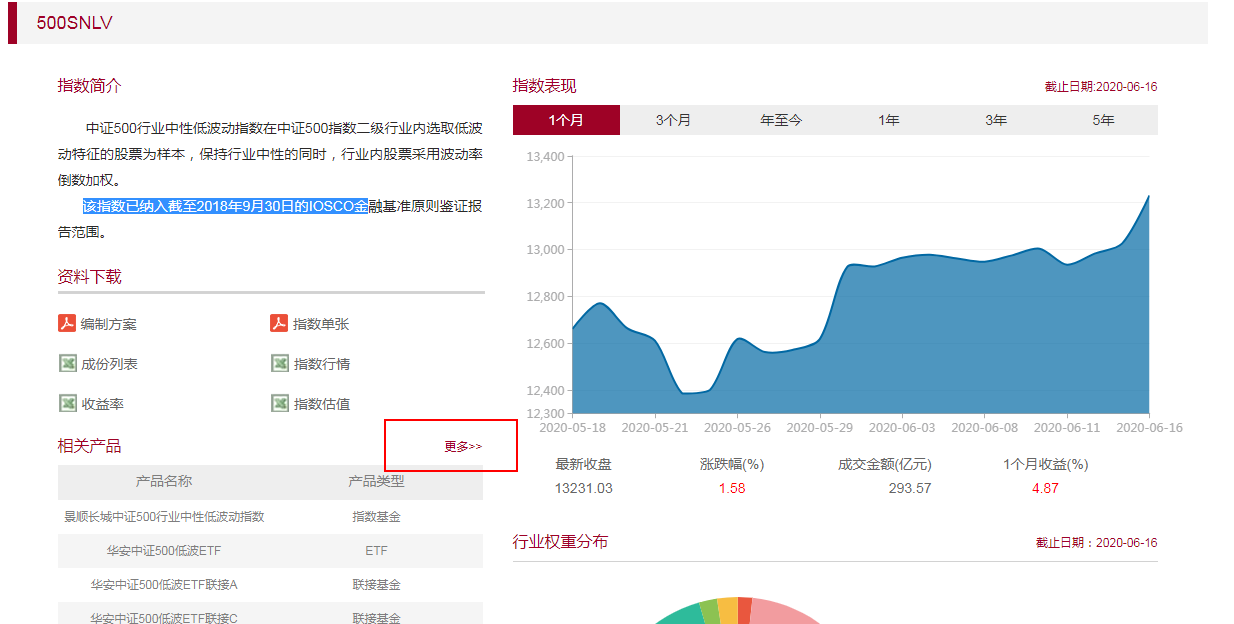 500SNLV
指数简介
中证500行业中性低波动指数在中证500指数二级行业内选取低波
动特征的股票为样本，保持行业中性的同时，行业内股票采用波动率
倒数加权。
该指数已纳入截至2018年9月30日的IOSCO金融基准原则鉴证报
告范围。
资料下载
编制方案 指数单张
成份列表 指数行情
收益率 指数估值
相关产品 更多>>
产品名称 产品类型
景顺长城中证500行业中性低波动指数 指数基金
华安中证500低波ETF ETF
华安中证500低波ETF联接A 联接基金
华安中证500低波ETF联接C 联接基金
指数表现 截止日期:2020-06-16
1个月 3个月 年至今 1年 3年 5年
13,400
13,200
13,000
12,800
12,600
12,400
12,300
2020-05-18 2020-05-21 2020-05-26 2020-05-29 2020-06-03 2020-06-08 2020-06-11 2020-06-16
最新收盘 涨跌幅(%) 成交金额(亿元) 1个月收益(%)
13231.03 1.58 293.57 4.87
行业权重分布 截止日期：2020-06-16